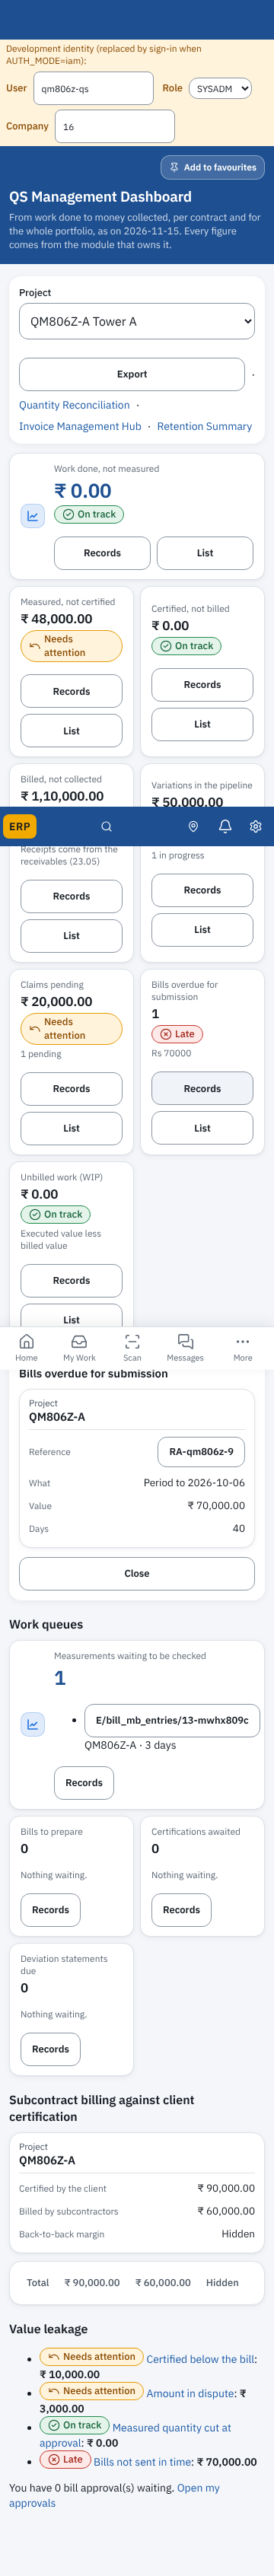 Development identity (replaced by sign-in when
AUTH_MODE=iam):
User qm806z-qs Role SYSADM
Company 16
Add to favourites
QS Management Dashboard
From work done to money collected, per contract and for
the whole portfolio, as on 2026-11-15. Every figure
comes from the module that owns it.
Project
QM806Z-A Tower A
Export ·
Quantity Reconciliation ·
Invoice Management Hub · Retention Summary
Work done, not measured
₹ 0.00
On track
Records List
Measured, not certified
₹ 48,000.00
Needs
attention
Records
List
Certified, not billed
₹ 0.00
On track
Records
List
Billed, not collected
₹ 1,10,000.00
Variations in the pipeline
₹ 50,000.00
ERP
Receipts come from the
receivables (23.05)
Records
List
1 in progress
Records
List
Claims pending
₹ 20,000.00
Needs
attention
1 pending
Records
List
Bills overdue for
submission
1
Late
Rs 70000
Records
List
Unbilled work (WIP)
₹ 0.00
On track
Executed value less
billed value
Records
List
Home My Work Scan Messages More
Bills overdue for submission
Project
QM806Z-A
Reference RA-qm806z-9
What Period to 2026-10-06
Value ₹ 70,000.00
Days 40
Close
Work queues
Measurements waiting to be checked
1
• E/bill_mb_entries/13-mwhx809c
QM806Z-A · 3 days
Records
Bills to prepare
0
Nothing waiting.
Records
Certifications awaited
0
Nothing waiting.
Records
Deviation statements
due
0
Nothing waiting.
Records
Subcontract billing against client
certification
Project
QM806Z-A
Certified by the client ₹ 90,000.00
Billed by subcontractors ₹ 60,000.00
Back-to-back margin Hidden
Total ₹ 90,000.00 ₹ 60,000.00 Hidden
Value leakage
• Needs attention Certified below the bill:
₹ 10,000.00
• Needs attention Amount in dispute: ₹
3,000.00
• On track Measured quantity cut at
approval: ₹ 0.00
• Late Bills not sent in time: ₹ 70,000.00
You have 0 bill approval(s) waiting. Open my
approvals